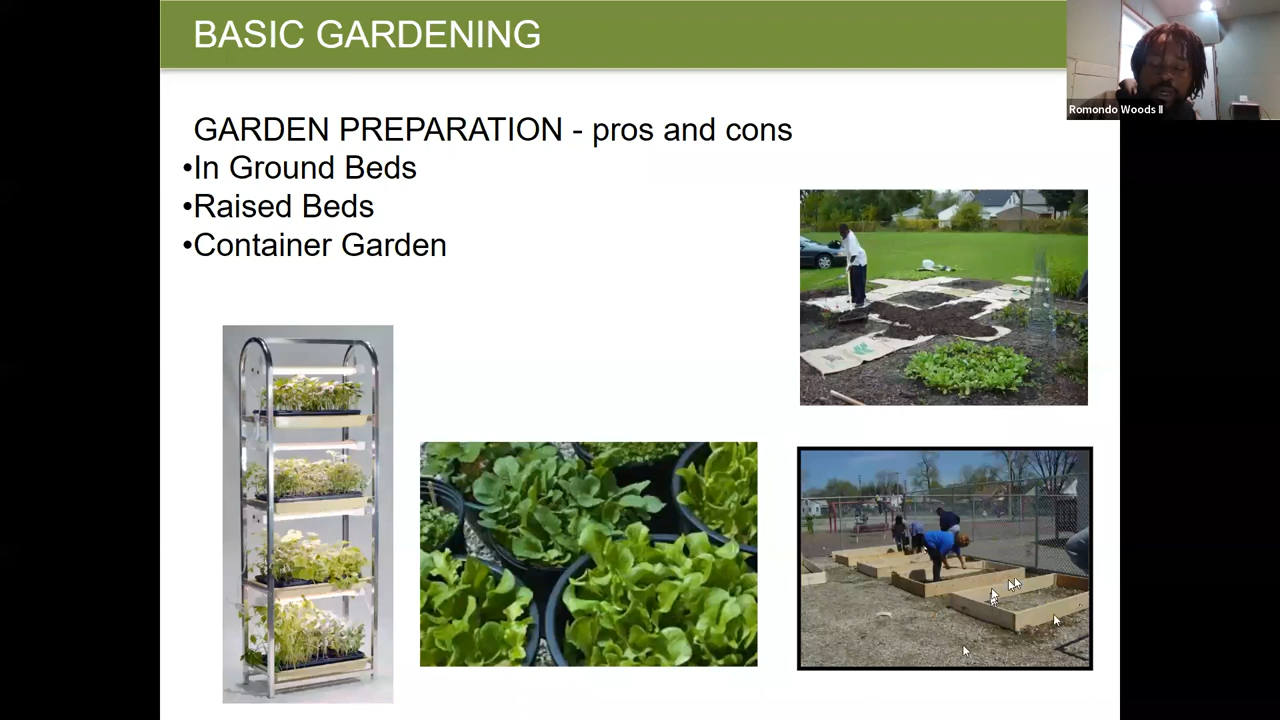 BASIC GARDENING
Romondo Woods II
GARDEN PREPARATION - pros and cons
•In Ground Beds
•Raised Beds
•Container Garden